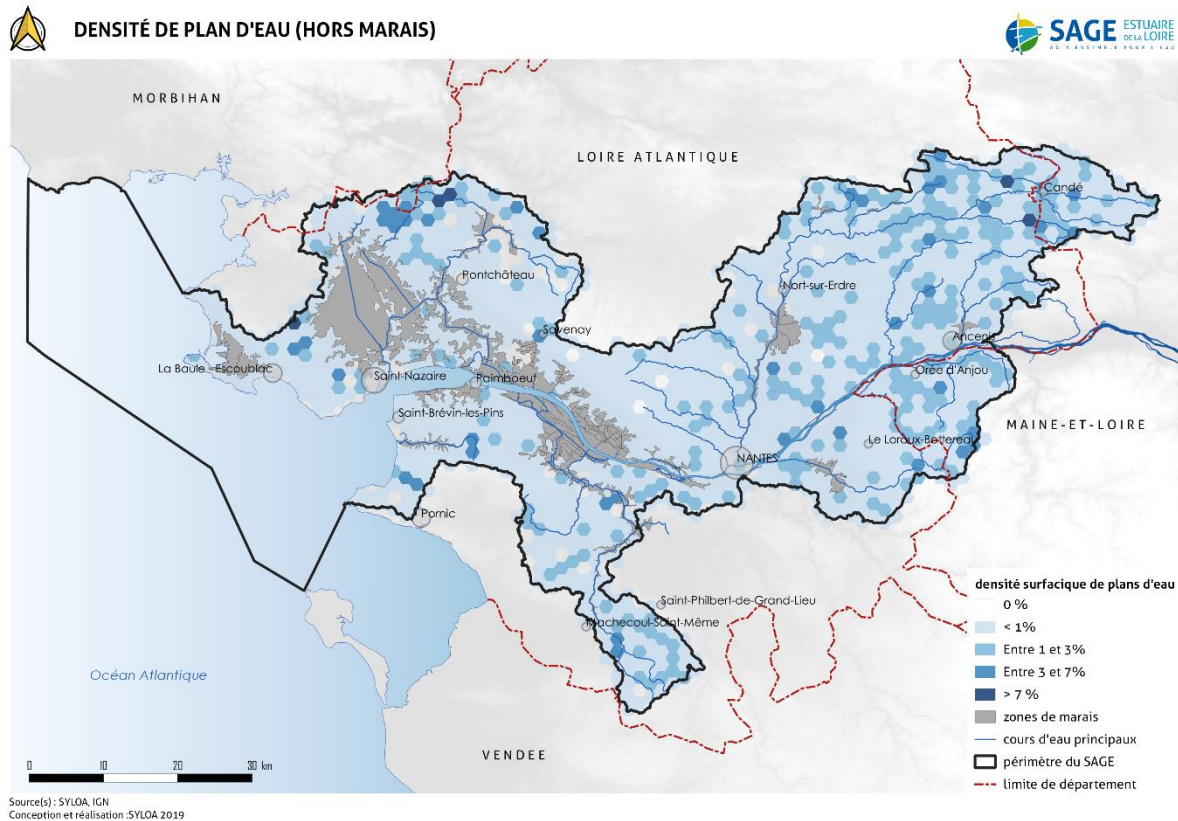 DENSITÉ DE PLAN D'EAU (HORS MARAIS)
SAGE ESTUAIRE DE LA LOIRE
MORBIHAN
LOIRE ATLANTIQUE
Candé
Pontchâteau
Nort-sur-Erdre
Savenay
Ancenis
La Baule - Escoublac
Saint-Nazaire
Paimboeuf
Orée d'Anjou
Saint-Brévin-les-Pins
MAINE-ET-LOIRE
Le Loroux-Bottereau
NANTES
Pornic
densité surfacique de plans d'eau
0 %
< 1%
Entre 1 et 3%
Entre 3 et 7%
> 7 %
zones de marais
cours d'eau principaux
périmètre du SAGE
limite de département
Saint-Philbert-de-Grand-Lieu
Machecoul-Saint-Même
Océan Atlantique
VENDEE
0 10 20 30 km
Source(s) : SYLOA, IGN
Conception et réalisation :SYLOA 2019